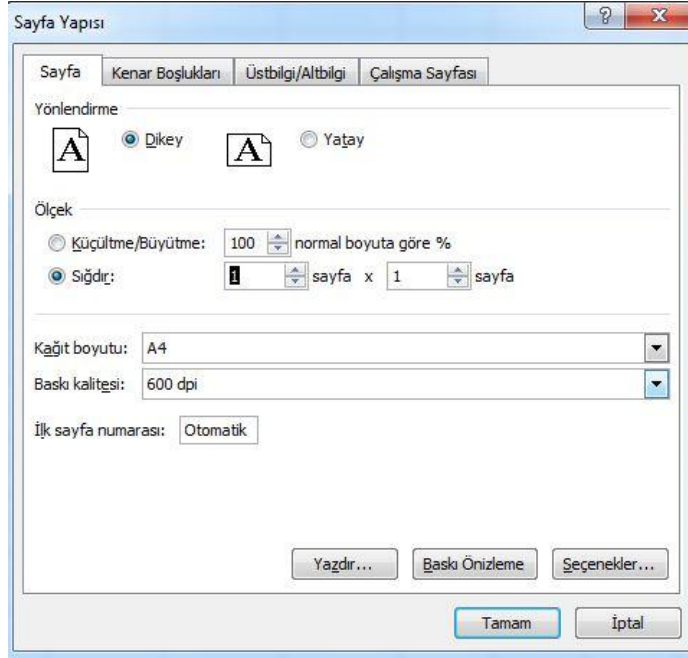 Sayfa Yapısı
Sayfa Kenar Boşlukları Üstbilgi/Altbilgi Çalışma Sayfası
Yönlendirme
A Dikey A Yatay
Ölçek
Küçültme/Büyütme: 100 normal boyuta göre %
Sığdır: 1 sayfa x 1 sayfa
Kağıt boyutu: A4
Baskı kalitesi: 600 dpi
İlk sayfa numarası: Otomatik
Yazdır... Baskı Önizleme Seçenekler...
Tamam İptal